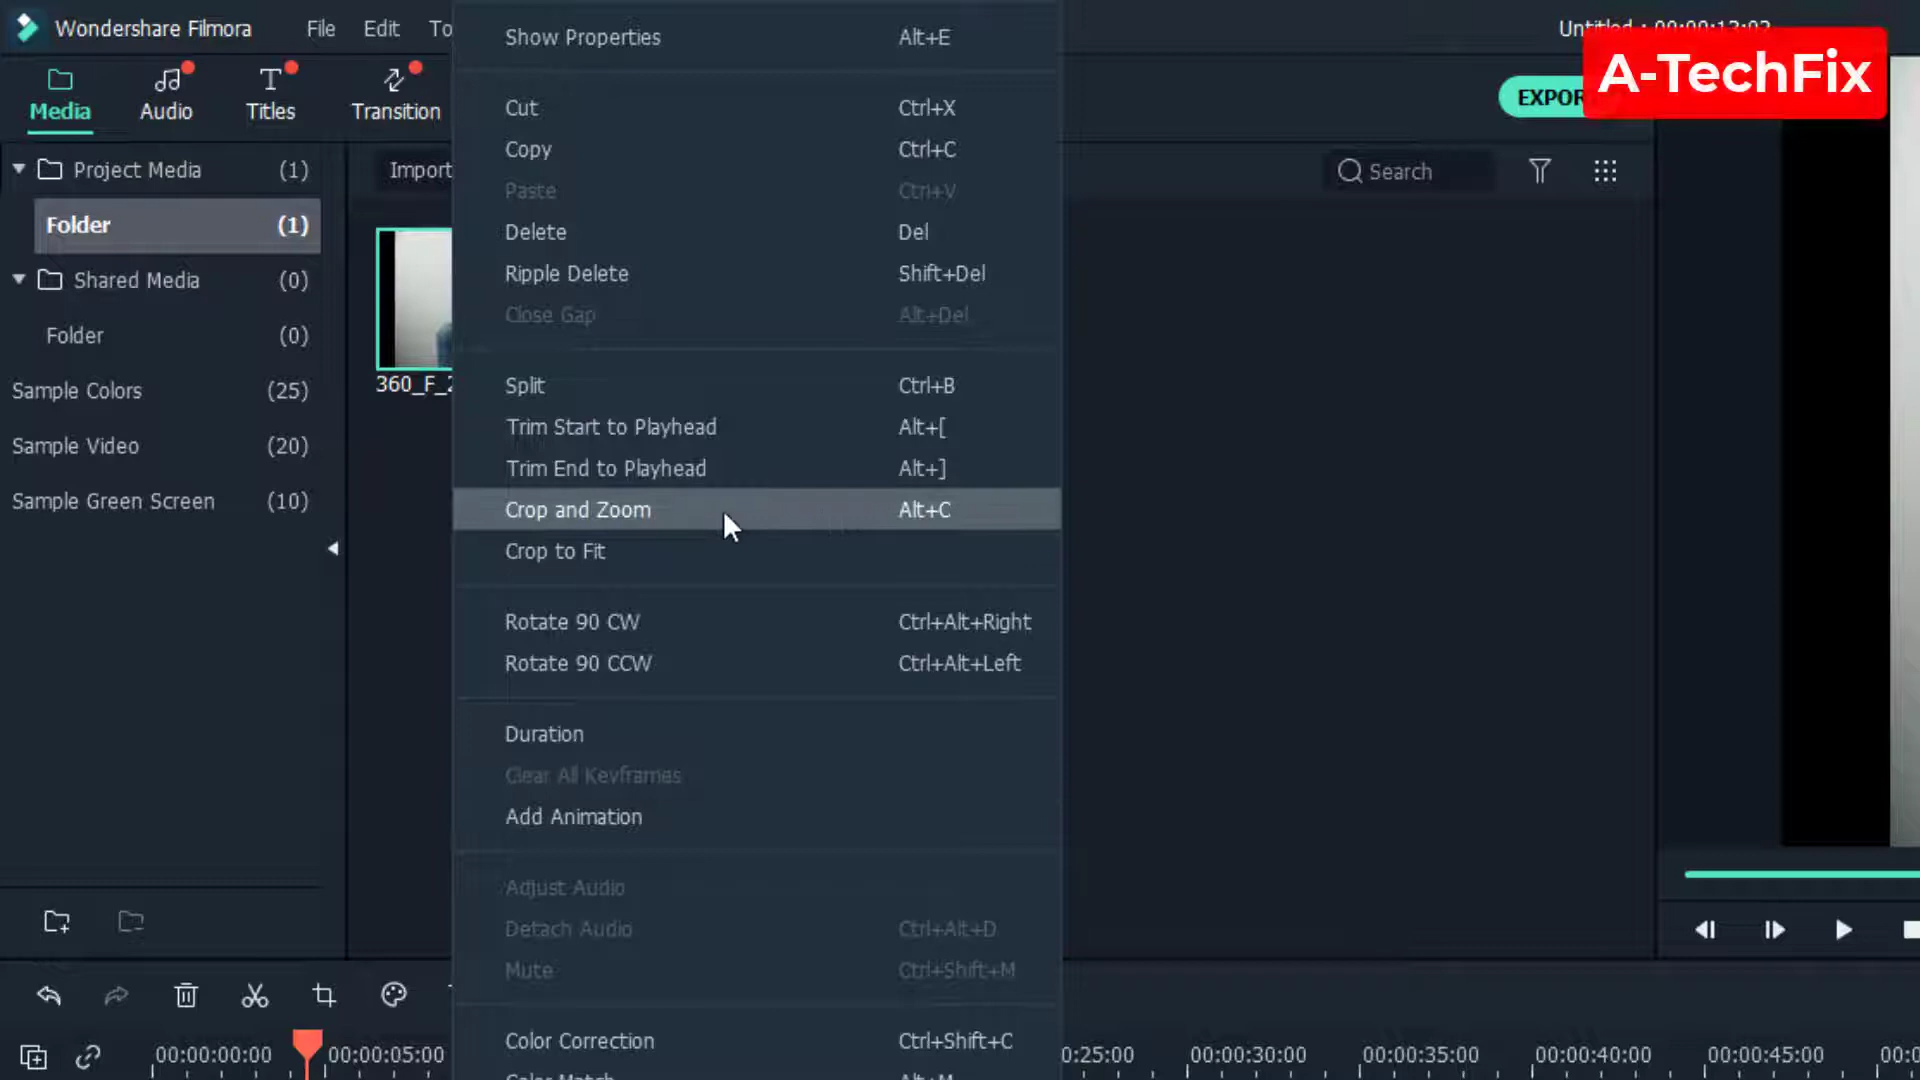 Wondershare Filmora
File
Edit
To
Untitled : 00:00:13:02
A-TechFix
Media
Audio
Titles
Transition
EXPOR
Project Media (1)
Folder (1)
Shared Media (0)
Folder (0)
Sample Colors (25)
Sample Video (20)
Sample Green Screen (10)
Import
Search
360_F_2
Show Properties Alt+E
Cut Ctrl+X
Copy Ctrl+C
Paste Ctrl+V
Delete Del
Ripple Delete Shift+Del
Close Gap Alt+Del
Split Ctrl+B
Trim Start to Playhead Alt+[
Trim End to Playhead Alt+]
Crop and Zoom Alt+C
Crop to Fit
Rotate 90 CW Ctrl+Alt+Right
Rotate 90 CCW Ctrl+Alt+Left
Duration
Clear All Keyframes
Add Animation
Adjust Audio
Detach Audio Ctrl+Alt+D
Mute Ctrl+Shift+M
Color Correction Ctrl+Shift+C
Color Match Alt+M
00:00:00:00 00:00:05:00 0:25:00 00:00:30:00 00:00:35:00 00:00:40:00 00:00:45:00 00:0